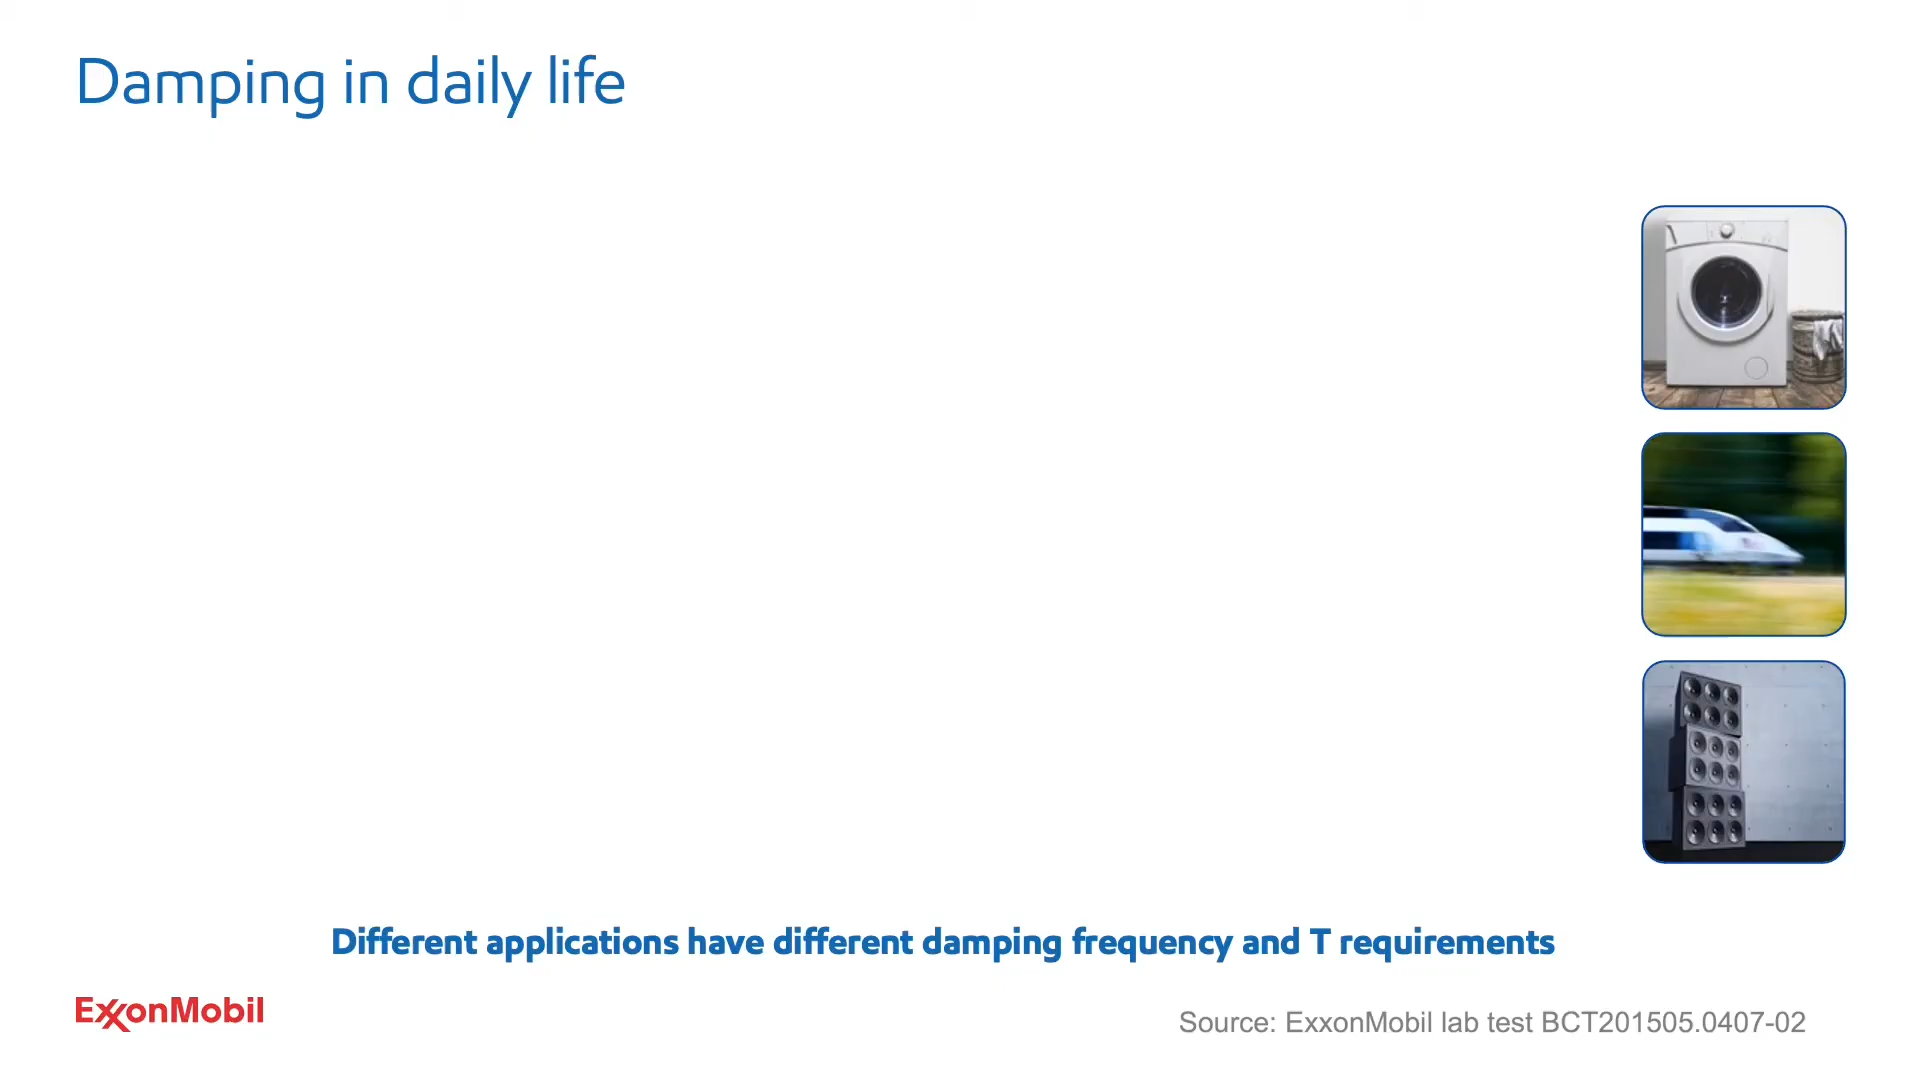 Damping in daily life
Different applications have different damping frequency and T requirements
ExxonMobil
Source: ExxonMobil lab test BCT201505.0407-02